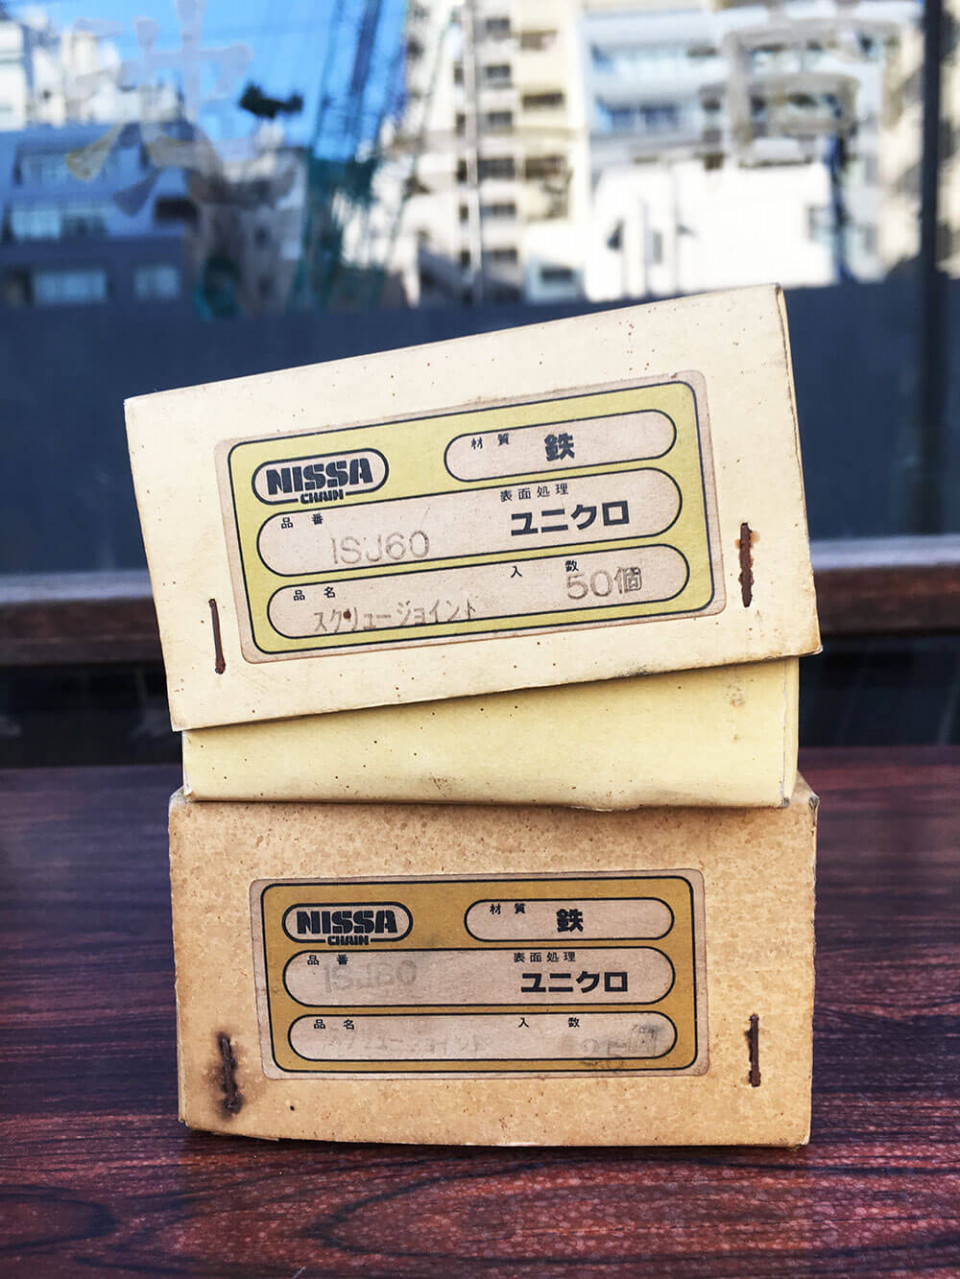 NISSA
CHAIN
材質 鉄
品番 ISJ60
表面処理 ユニクロ
品名 スクリュージョイント
入数 50個
NISSA
CHAIN
材質 鉄
品番 ISJ60
表面処理 ユニクロ
品名
入数